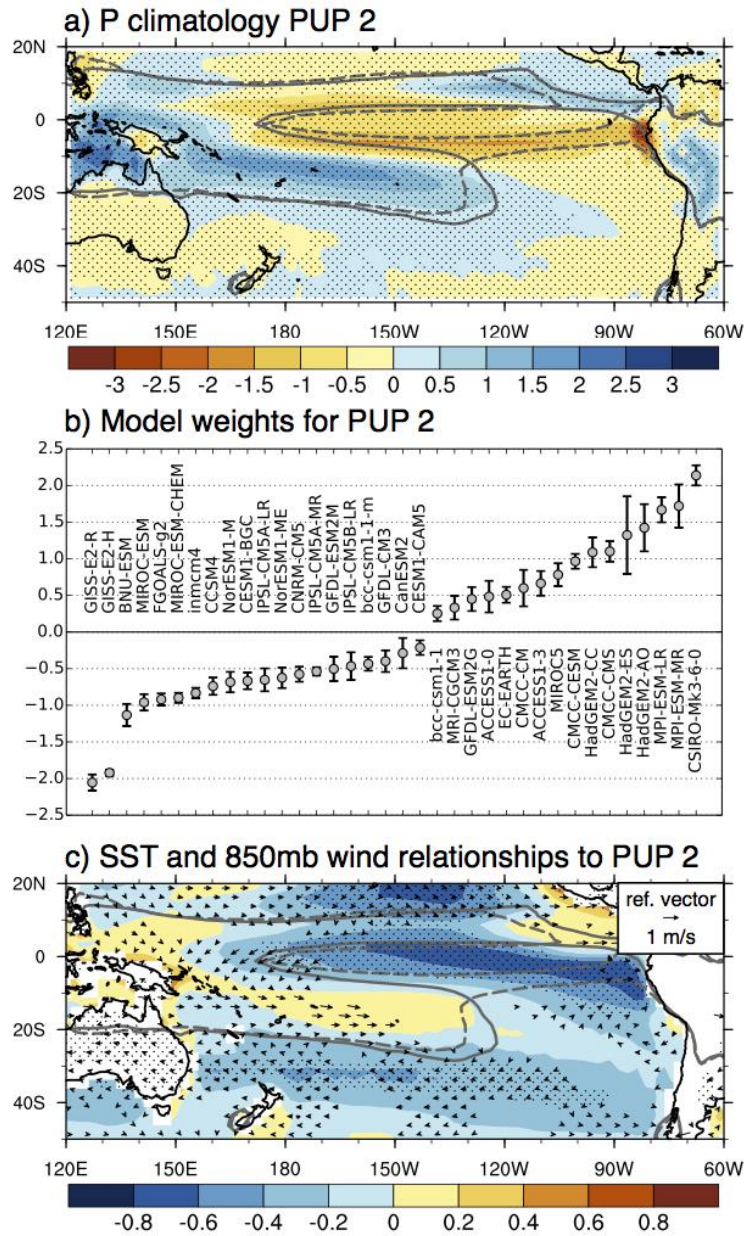 a) P climatology PUP 2
20N
0
20S
40S
120E 150E 180 150W 120W 90W 60W
-3 -2.5 -2 -1.5 -1 -0.5 0 0.5 1 1.5 2 2.5 3
b) Model weights for PUP 2
2.5
2.0
1.5
1.0
0.5
0.0
−0.5
−1.0
−1.5
−2.0
−2.5
GISS-E2-R
GISS-E2-H
BNU-ESM
MIROC-ESM
FGOALS-g2
MIROC-ESM-CHEM
inmcm4
CCSM4
NorESM1-M
CESM1-BGC
IPSL-CM5A-LR
NorESM1-ME
CNRM-CM5
IPSL-CM5A-MR
GFDL-ESM2M
IPSL-CM5B-LR
bcc-csm1-1-m
GFDL-CM3
CanESM2
CESM1-CAM5
bcc-csm1-1
MRI-CGCM3
GFDL-ESM2G
ACCESS1-0
EC-EARTH
CMCC-CM
ACCESS1-3
MIROC5
CMCC-CESM
HadGEM2-CC
CMCC-CMS
HadGEM2-ES
HadGEM2-AO
MPI-ESM-LR
MPI-ESM-MR
CSIRO-Mk3-6-0
c) SST and 850mb wind relationships to PUP 2
20N
0
20S
40S
ref. vector
1 m/s
120E 150E 180 150W 120W 90W 60W
-0.8 -0.6 -0.4 -0.2 0 0.2 0.4 0.6 0.8